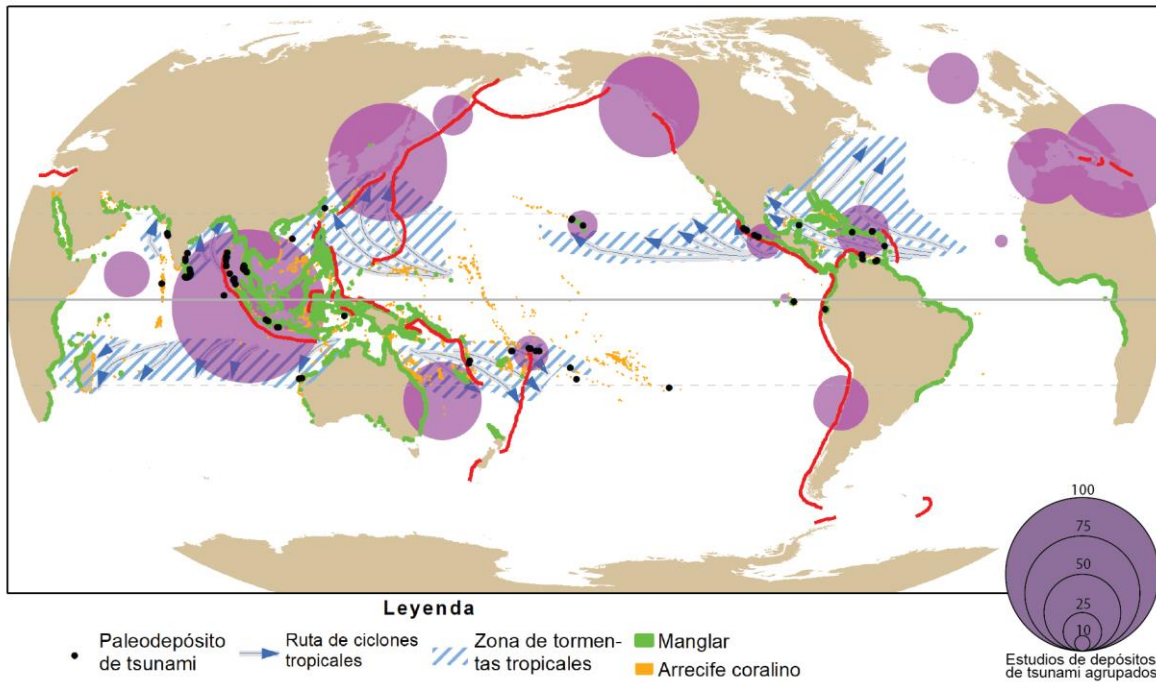 100
75
50
25
10
Estudios de depósitos
de tsunami agrupados
Leyenda
Paleodepósito
de tsunami
Ruta de ciclones
tropicales
Zona de tormen-
tas tropicales
Manglar
Arrecife coralino